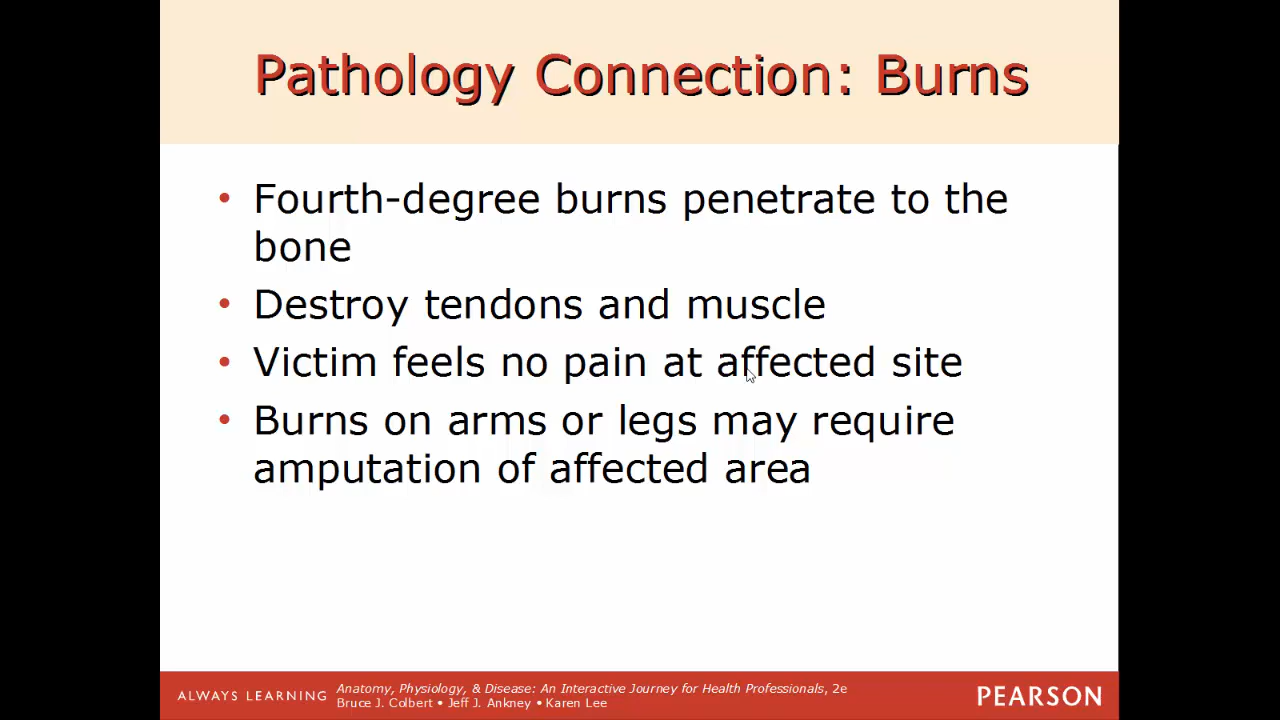 Pathology Connection: Burns
• Fourth-degree burns penetrate to the
bone
• Destroy tendons and muscle
• Victim feels no pain at affected site
• Burns on arms or legs may require
amputation of affected area
ALWAYS LEARNING
Anatomy, Physiology, & Disease: An Interactive Journey for Health Professionals, 2e
Bruce J. Colbert • Jeff J. Ankney • Karen Lee
PEARSON